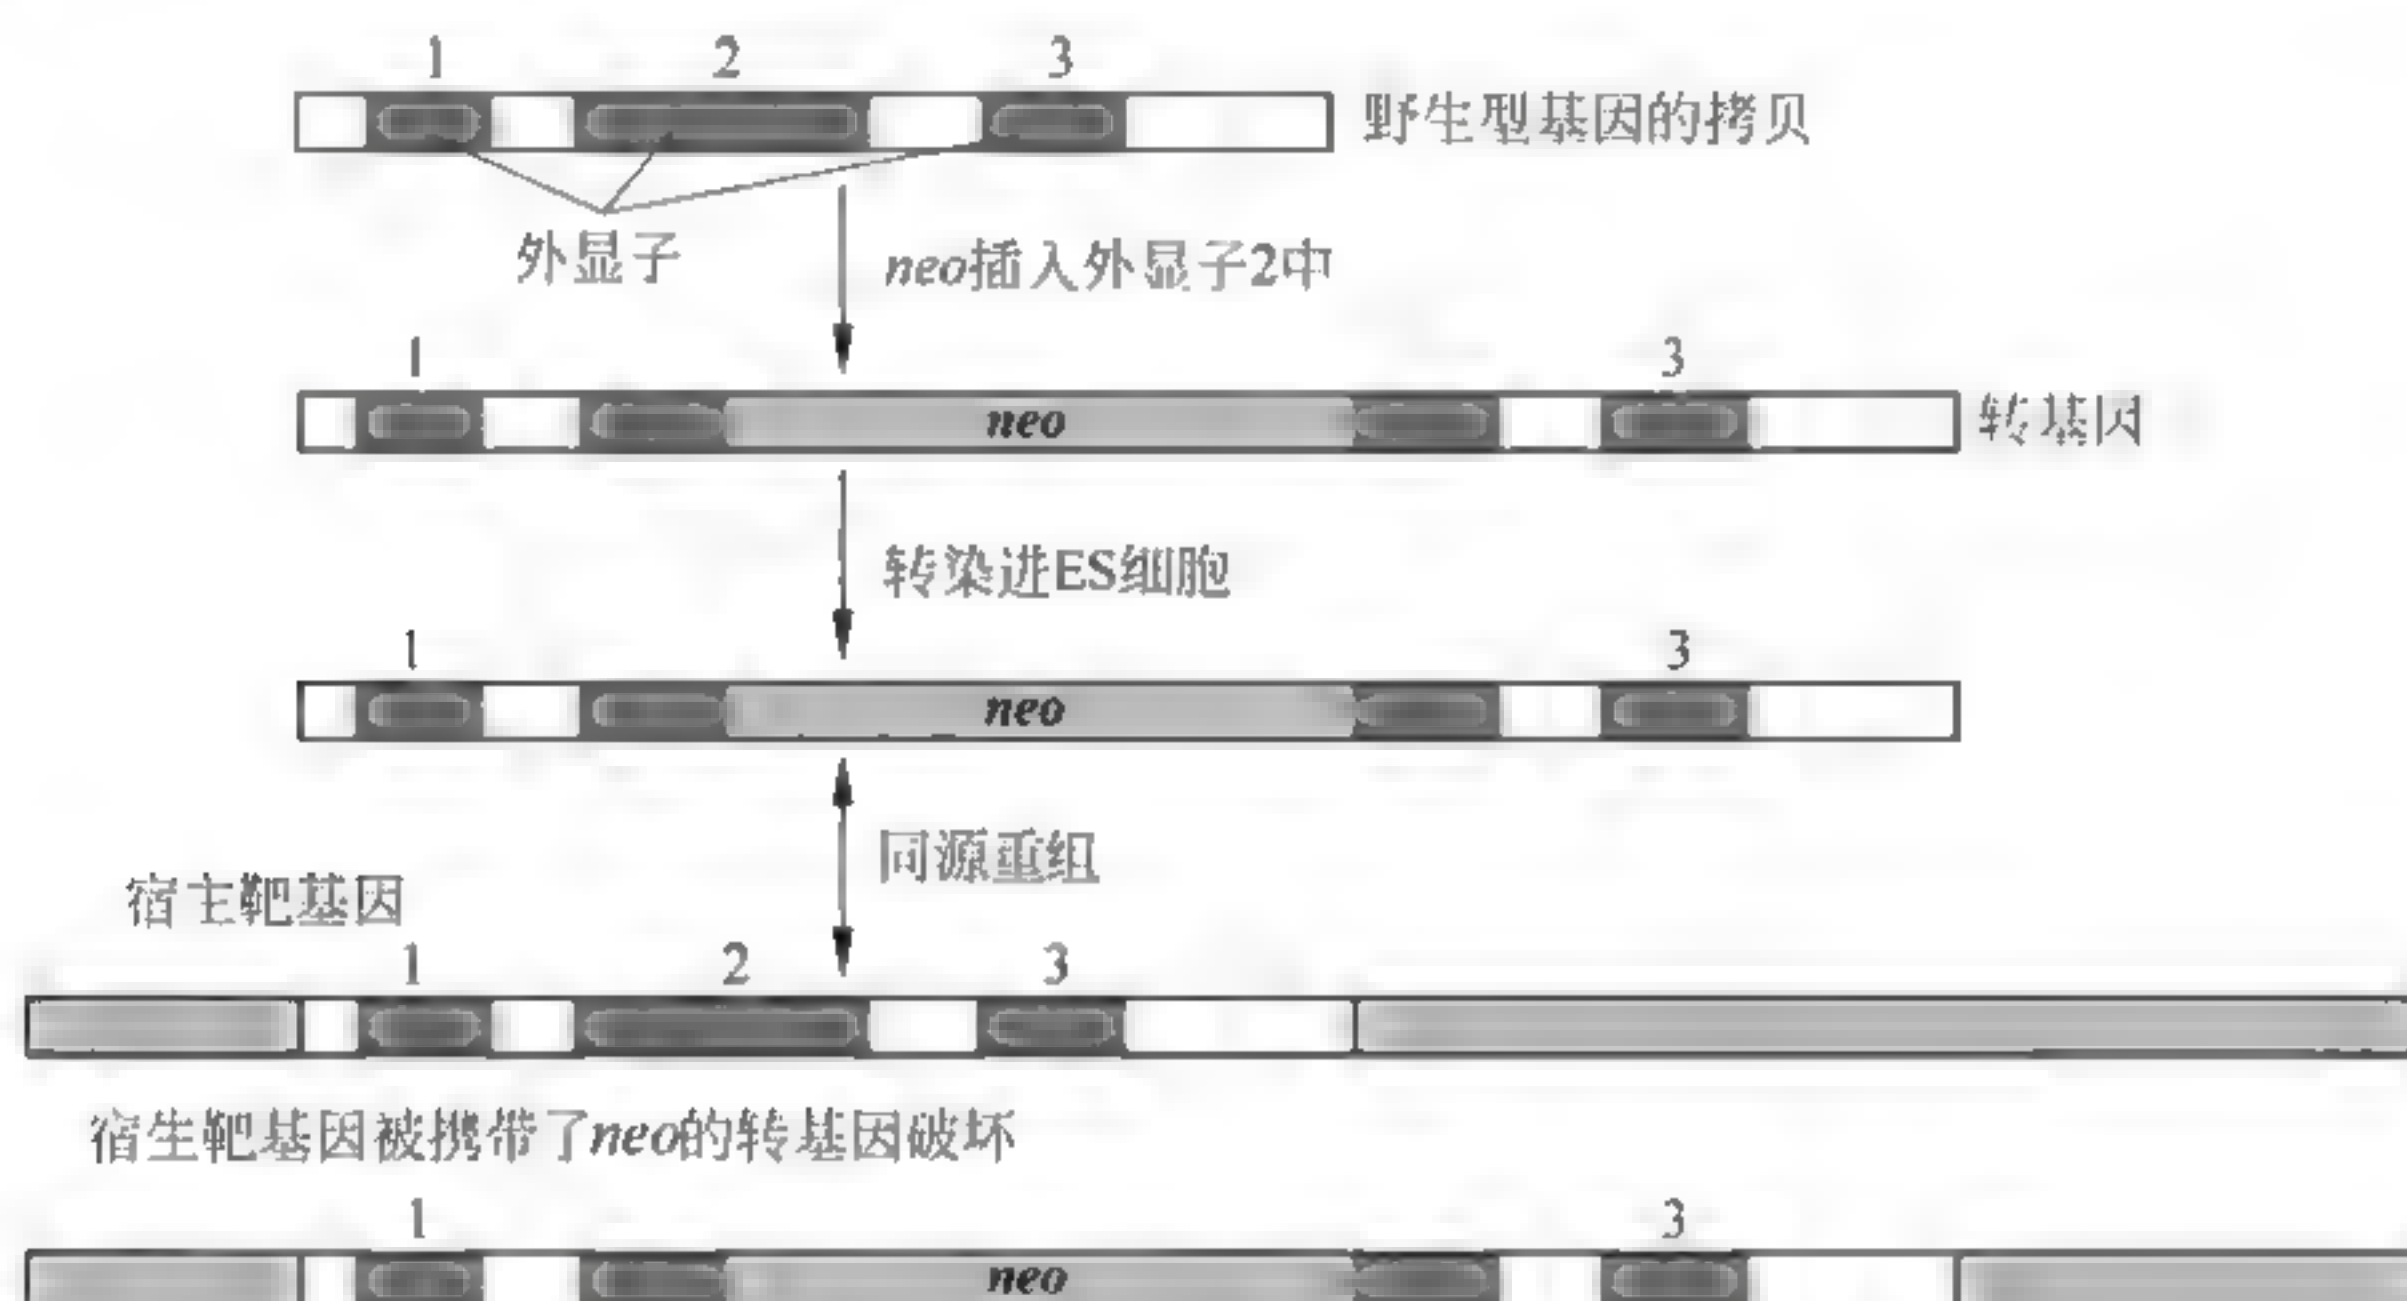 1 2 3
野生型基因的拷贝
外显子
neo插入外显子2中
1 3
neo
转基因
转染进ES细胞
1 3
neo
同源重组
宿主靶基因
1 2 3
宿生靶基因被携带了neo的转基因破坏
1 3
neo